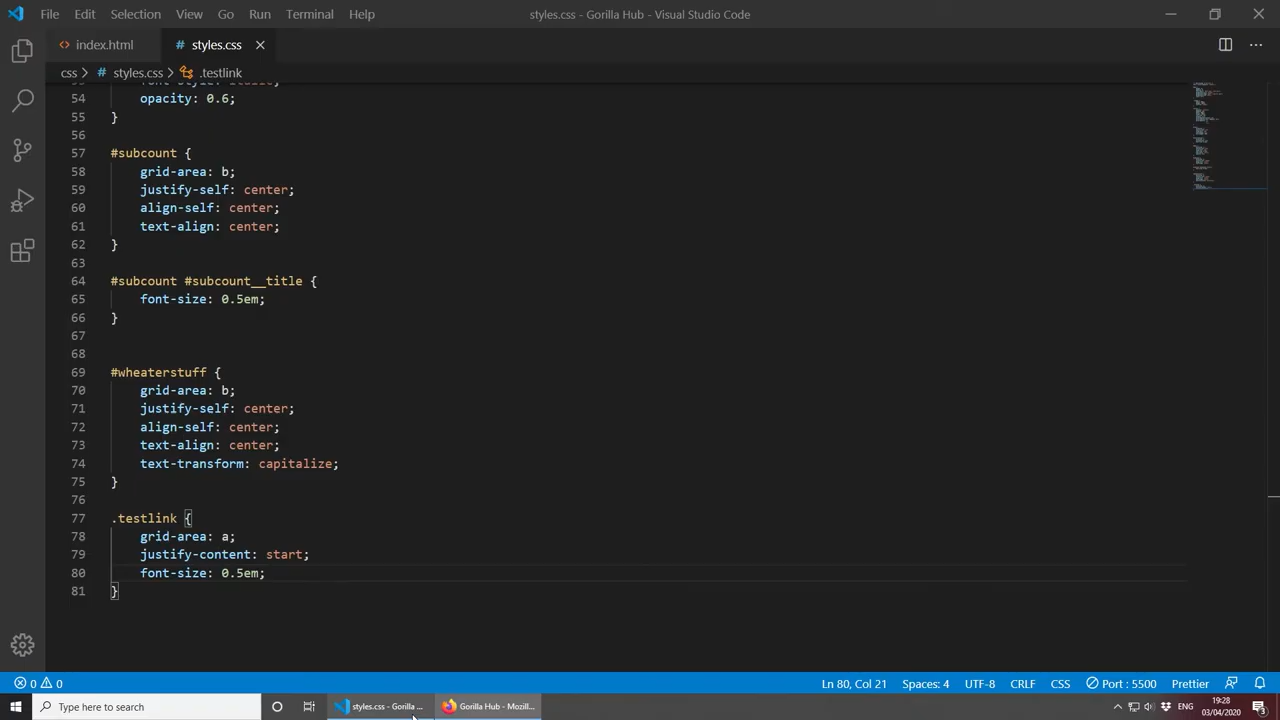 File Edit Selection View Go Run Terminal Help styles.css - Gorilla Hub - Visual Studio Code
index.html styles.css
css styles.css .testlink
54 opacity: 0.6;
55 }
56
57 #subcount {
58 grid-area: b;
59 justify-self: center;
60 align-self: center;
61 text-align: center;
62 }
63
64 #subcount #subcount__title {
65 font-size: 0.5em;
66 }
67
68
69 #wheaterstuff {
70 grid-area: b;
71 justify-self: center;
72 align-self: center;
73 text-align: center;
74 text-transform: capitalize;
75 }
76
77 .testlink {
78 grid-area: a;
79 justify-content: start;
80 font-size: 0.5em;
81 }
0 0 Ln 80, Col 21 Spaces: 4 UTF-8 CRLF CSS Port : 5500 Prettier
Type here to search styles.css - Gorilla ... Gorilla Hub - Mozill... ENG 19:28
03/04/2020 3